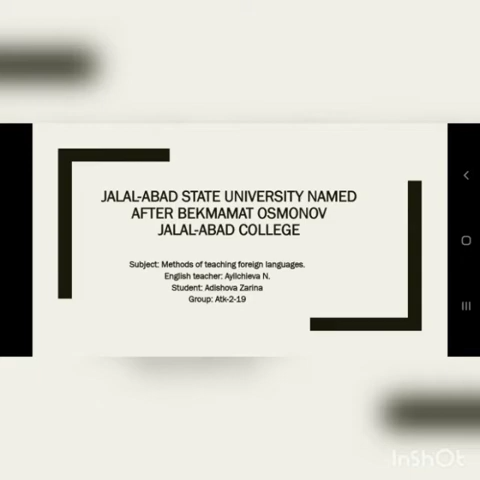 JALAL-ABAD STATE UNIVERSITY NAMED
AFTER BEKMAMAT OSMONOV
JALAL-ABAD COLLEGE
Subject: Methods of teaching foreign languages.
English teacher: Aylichieva N.
Student: Adishova Zarina
Group: Atk-2-19
InShOt